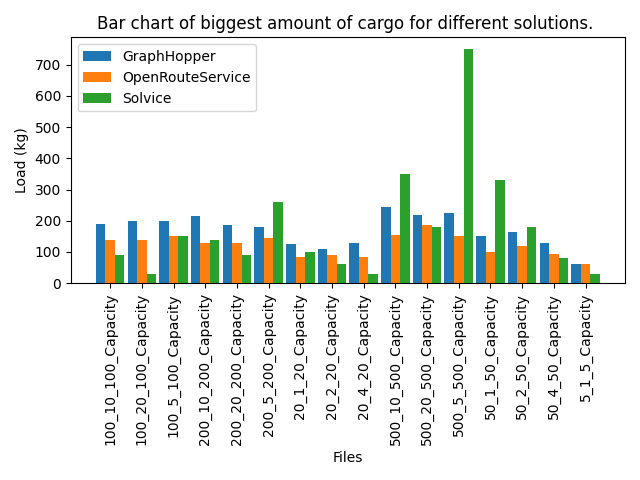 Bar chart of biggest amount of cargo for different solutions.
GraphHopper
OpenRouteService
Solvice
Load (kg)
700
600
500
400
300
200
100
0
100_10_100_Capacity
100_20_100_Capacity
100_5_100_Capacity
200_10_200_Capacity
200_20_200_Capacity
200_5_200_Capacity
20_1_20_Capacity
20_2_20_Capacity
20_4_20_Capacity
500_10_500_Capacity
500_20_500_Capacity
500_5_500_Capacity
50_1_50_Capacity
50_2_50_Capacity
50_4_50_Capacity
5_1_5_Capacity
Files